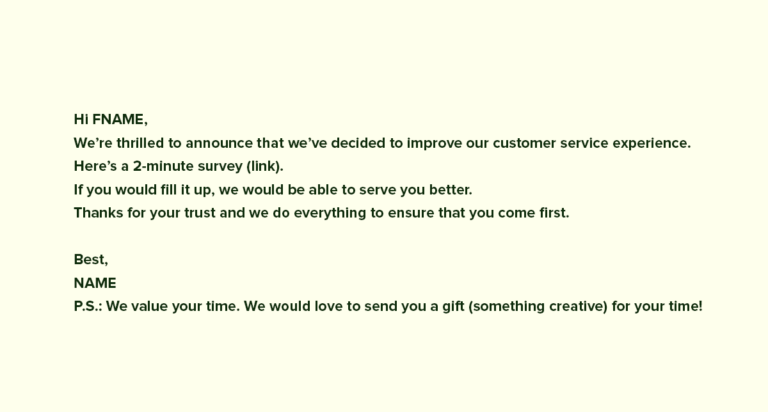 Hi FNAME,
We're thrilled to announce that we've decided to improve our customer service experience.
Here's a 2-minute survey (link).
If you would fill it up, we would be able to serve you better.
Thanks for your trust and we do everything to ensure that you come first.
Best,
NAME
P.S.: We value your time. We would love to send you a gift (something creative) for your time!